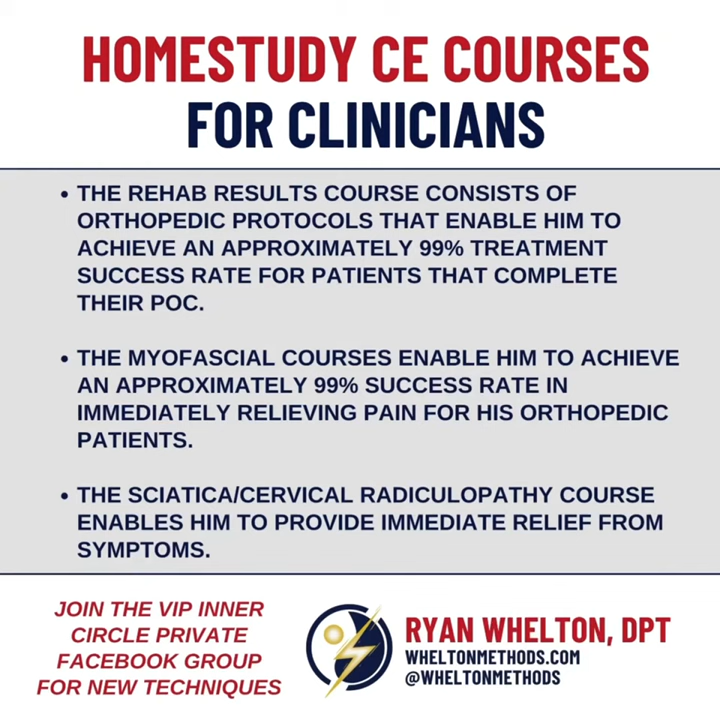 HOMESTUDY CE COURSES
FOR CLINICIANS
• THE REHAB RESULTS COURSE CONSISTS OF
ORTHOPEDIC PROTOCOLS THAT ENABLE HIM TO
ACHIEVE AN APPROXIMATELY 99% TREATMENT
SUCCESS RATE FOR PATIENTS THAT COMPLETE
THEIR POC.
• THE MYOFASCIAL COURSES ENABLE HIM TO ACHIEVE
AN APPROXIMATELY 99% SUCCESS RATE IN
IMMEDIATELY RELIEVING PAIN FOR HIS ORTHOPEDIC
PATIENTS.
• THE SCIATICA/CERVICAL RADICULOPATHY COURSE
ENABLES HIM TO PROVIDE IMMEDIATE RELIEF FROM
SYMPTOMS.
JOIN THE VIP INNER
CIRCLE PRIVATE
FACEBOOK GROUP
FOR NEW TECHNIQUES
RYAN WHELTON, DPT
WHELTONMETHODS.COM
@WHELTONMETHODS